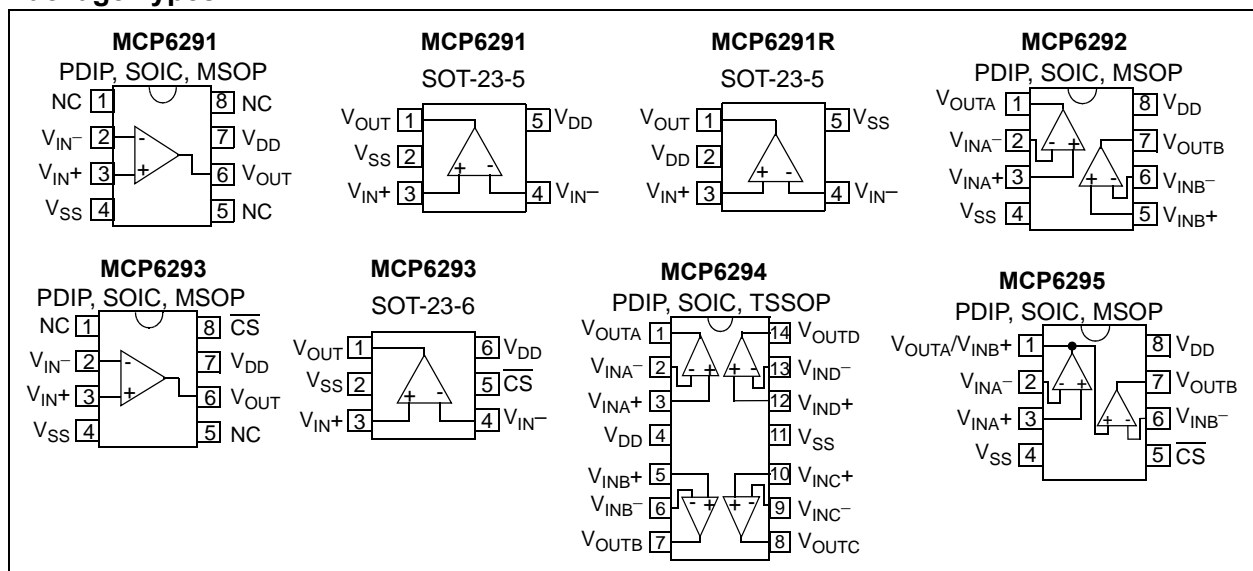 MCP6291
PDIP, SOIC, MSOP
NC 1
VIN– 2
VIN+ 3
VSS 4
8 NC
7 VDD
6 VOUT
5 NC
- +
MCP6291
SOT-23-5
VOUT 1
VSS 2
VIN+ 3
5 VDD
4 VIN–
+ -
MCP6291R
SOT-23-5
VOUT 1
VDD 2
VIN+ 3
5 VSS
4 VIN–
+ -
MCP6292
PDIP, SOIC, MSOP
VOUTA 1
VINA– 2
VINA+ 3
VSS 4
8 VDD
7 VOUTB
6 VINB–
5 VINB+
- +
+ -
MCP6293
PDIP, SOIC, MSOP
NC 1
VIN– 2
VIN+ 3
VSS 4
8 CS
7 VDD
6 VOUT
5 NC
- +
MCP6293
SOT-23-6
VOUT 1
VSS 2
VIN+ 3
6 VDD
5 CS
4 VIN–
+ -
MCP6294
PDIP, SOIC, TSSOP
VOUTA 1
VINA– 2
VINA+ 3
VDD 4
VINB+ 5
VINB– 6
VOUTB 7
14 VOUTD
13 VIND–
12 VIND+
11 VSS
10 VINC+
9 VINC–
8 VOUTC
- + + -
- + + -
MCP6295
PDIP, SOIC, MSOP
VOUTA/VINB+ 1
VINA– 2
VINA+ 3
VSS 4
8 VDD
7 VOUTB
6 VINB–
5 CS
- +
+ -